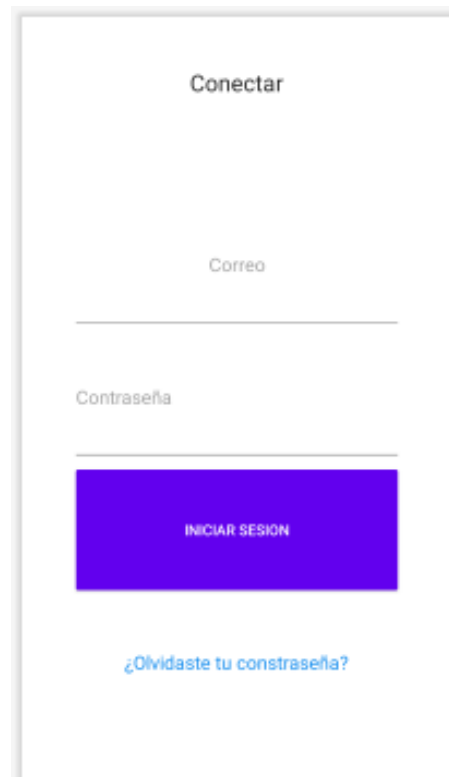 Conectar
Correo
Contraseña
INICIAR SESION
¿Olvidaste tu constraseña?